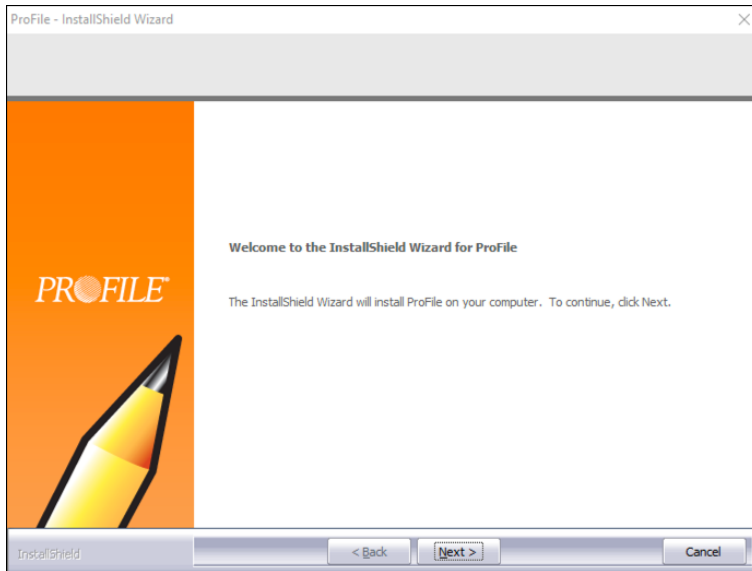 ProFile - InstallShield Wizard
PROFILE
Welcome to the InstallShield Wizard for ProFile
The InstallShield Wizard will install ProFile on your computer. To continue, click Next.
InstallShield
< Back
Next >
Cancel